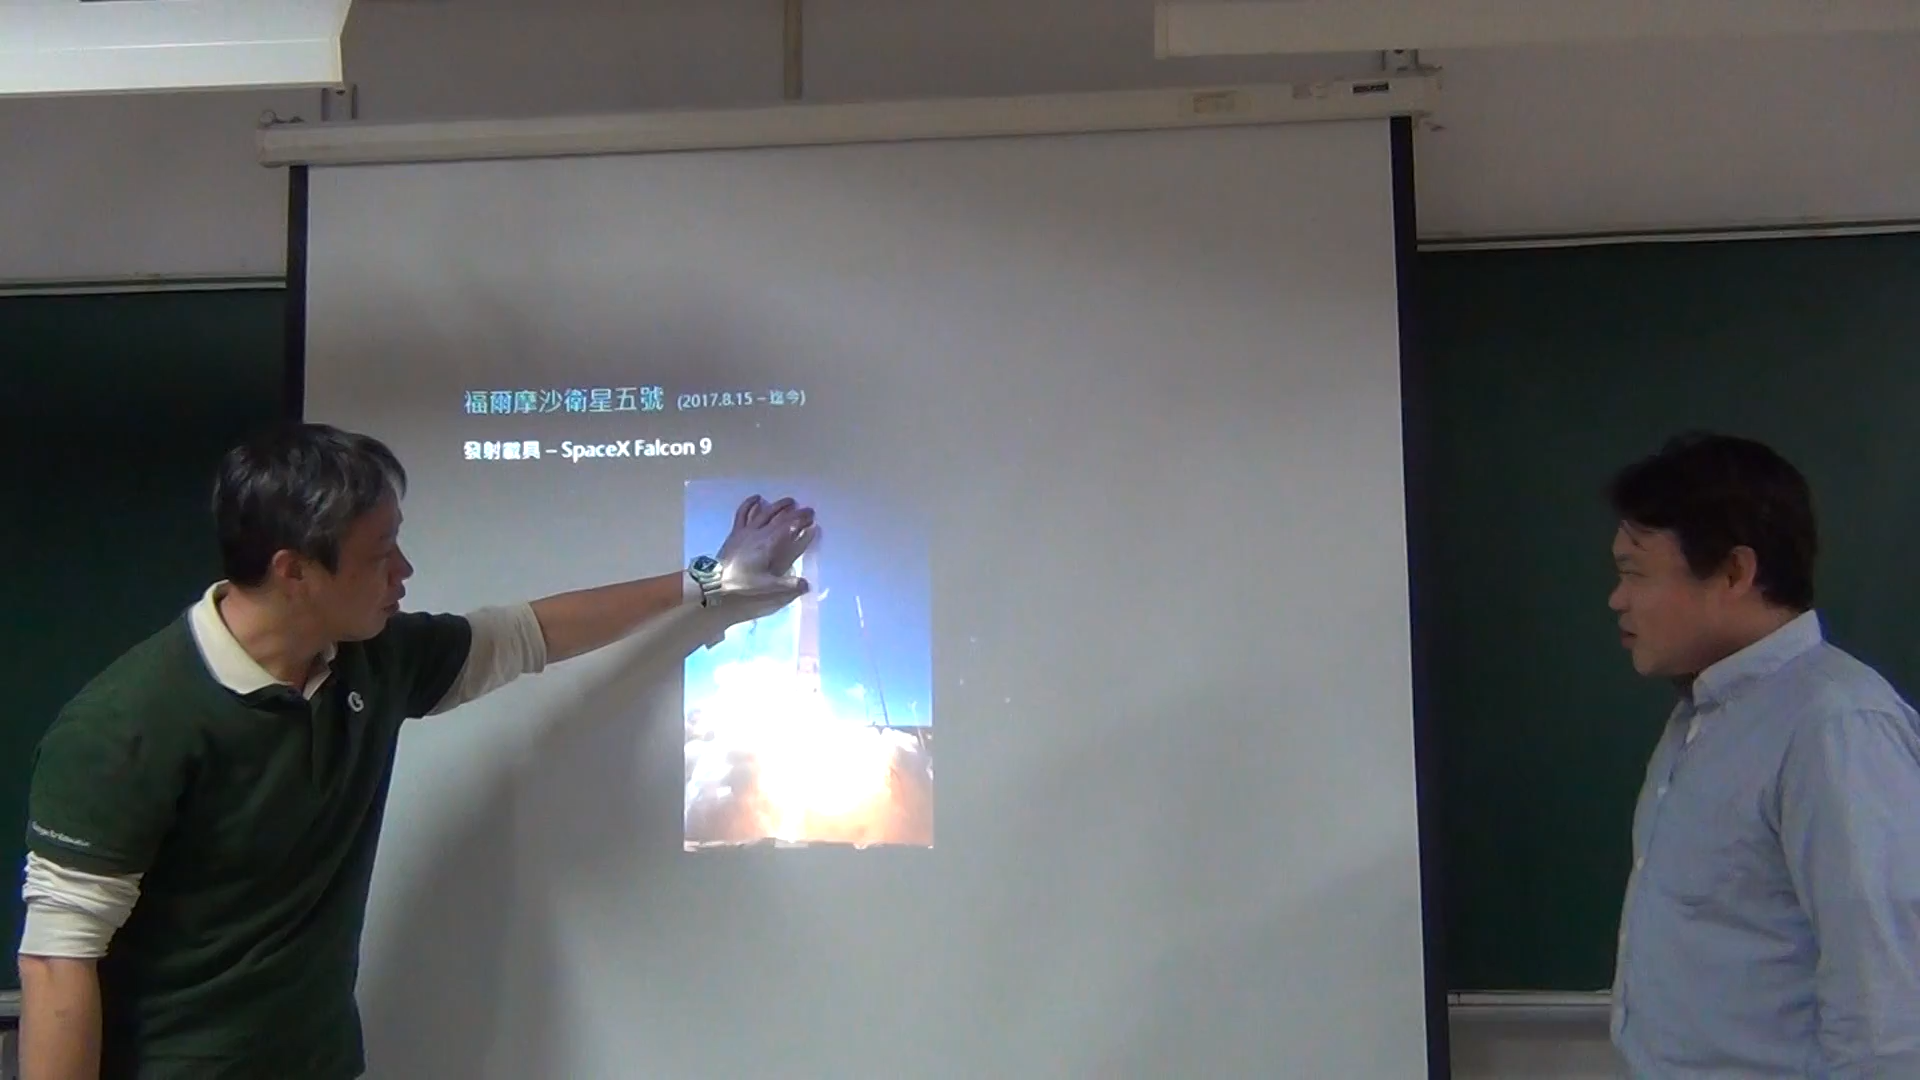 福爾摩沙衛星五號 (2017.8.15 – 迄今)
發射載具 – SpaceX Falcon 9